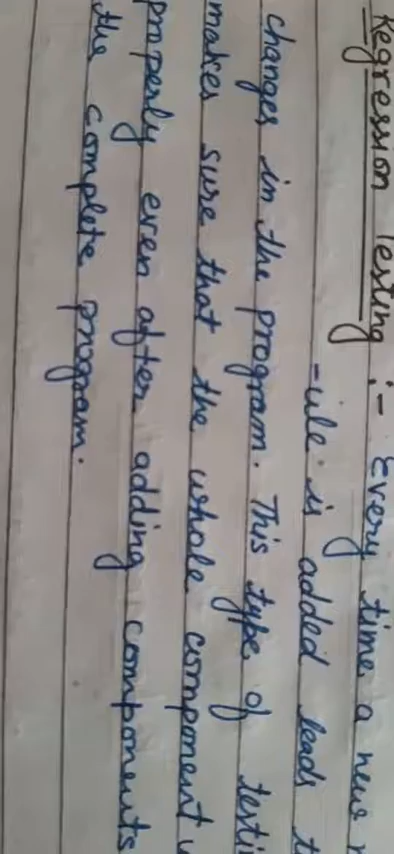 Regression Testing :- Every time a new
-ule is added leads
changes in the program. This type of
makes sure that the whole component
properly even after adding components
the complete program.